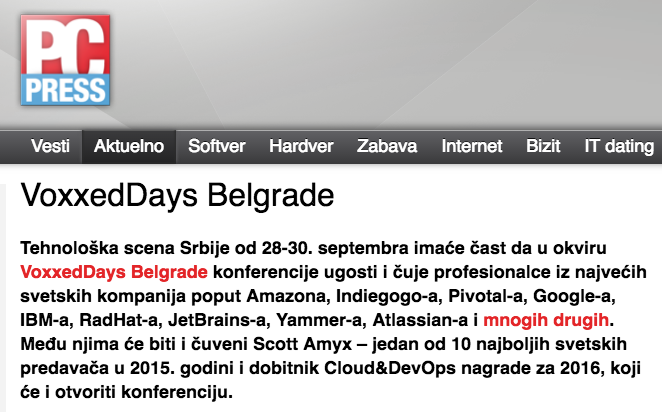 PC
PRESS
Vesti Aktuelno Softver Hardver Zabava Internet Bizit IT dating
VoxxedDays Belgrade
Tehnološka scena Srbije od 28-30. septembra imaće čast da u okviru
VoxxedDays Belgrade konferencije ugosti i čuje profesionalce iz najvećih
svetskih kompanija poput Amazona, Indiegogo-a, Pivotal-a, Google-a,
IBM-a, RadHat-a, JetBrains-a, Yammer-a, Atlassian-a i mnogih drugih.
Među njima će biti i čuveni Scott Amyx – jedan od 10 najboljih svetskih
predavača u 2015. godini i dobitnik Cloud&DevOps nagrade za 2016, koji
će i otvoriti konferenciju.